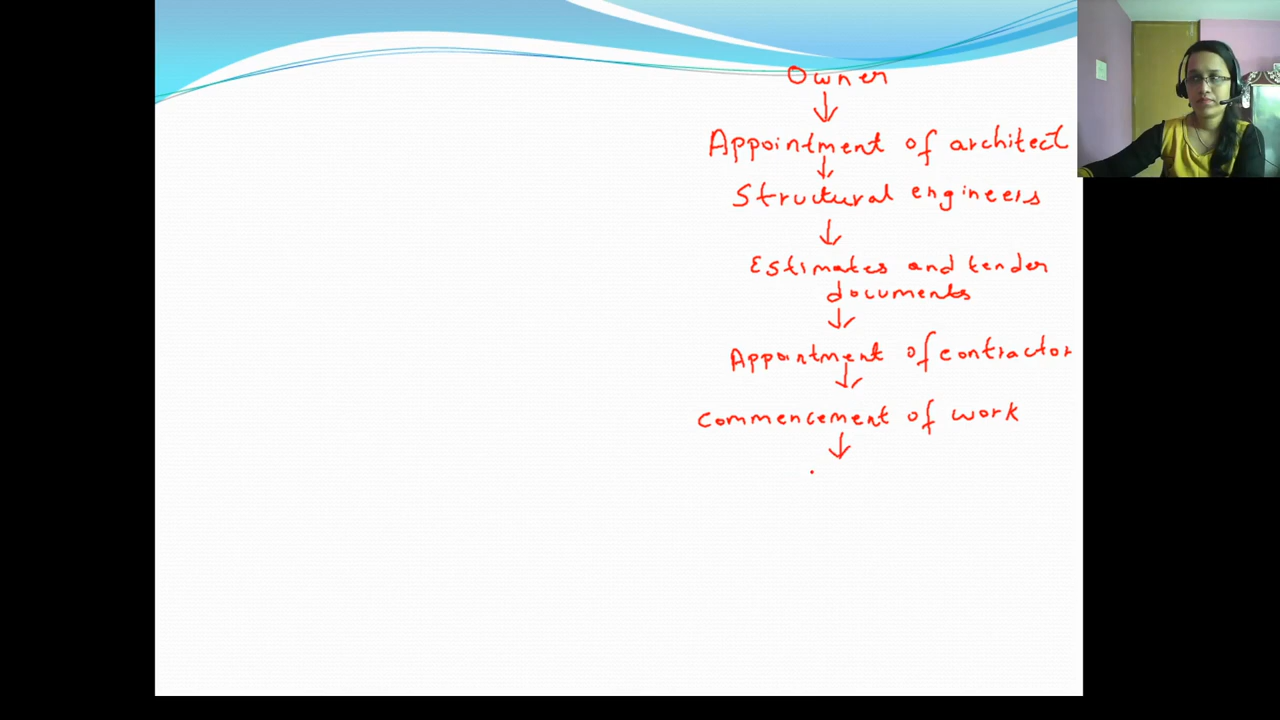 Owner
Appointment of architect
Structural engineers
Estimates and tender
documents
Appointment of contractor
Commencement of work